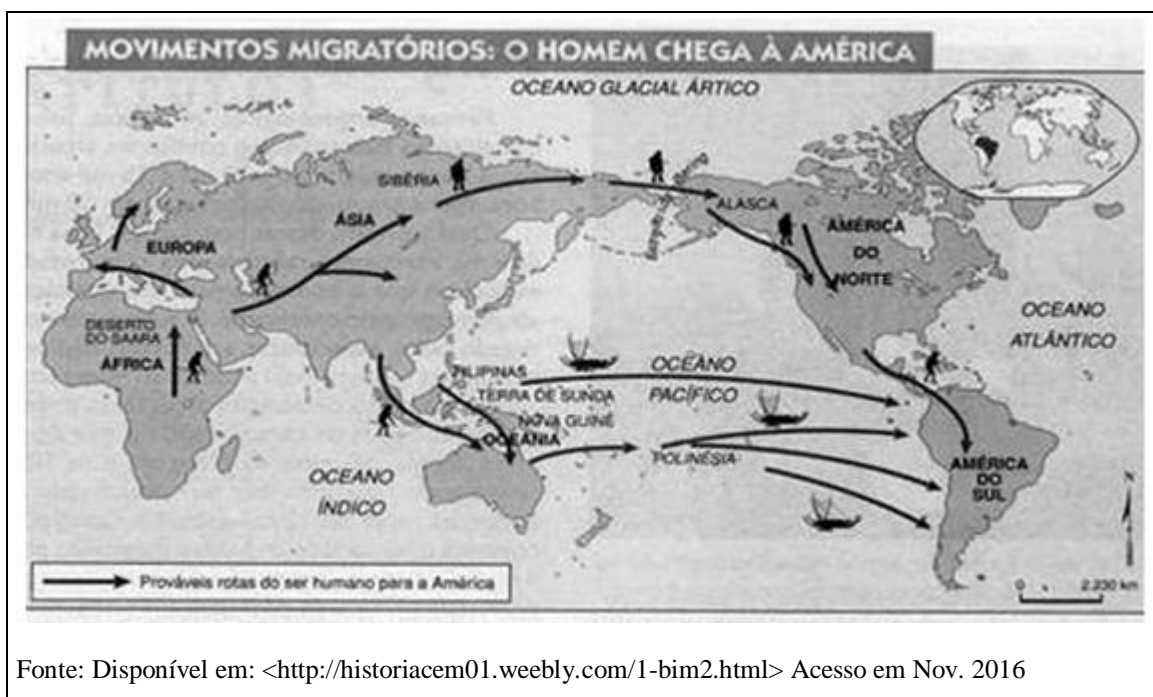 MOVIMENTOS MIGRATÓRIOS: O HOMEM CHEGA À AMÉRICA
OCEANO GLACIAL ÁRTICO
SIBÉRIA
ALASCA
ÁSIA
EUROPA
AMÉRICA
DO
NORTE
OCEANO
ATLÂNTICO
DESERTO
DO SAARA
ÁFRICA
FILIPINAS
TERRA DE SUNDA
NOVA GUINÉ
OCEANIA
OCEANO
PACÍFICO
POLINÉSIA
OCEANO
ÍNDICO
AMÉRICA
DO
SUL
N
Prováveis rotas do ser humano para a América
0 2.230 km
Fonte: Disponível em: <http://historiacem01.weebly.com/1-bim2.html> Acesso em Nov. 2016